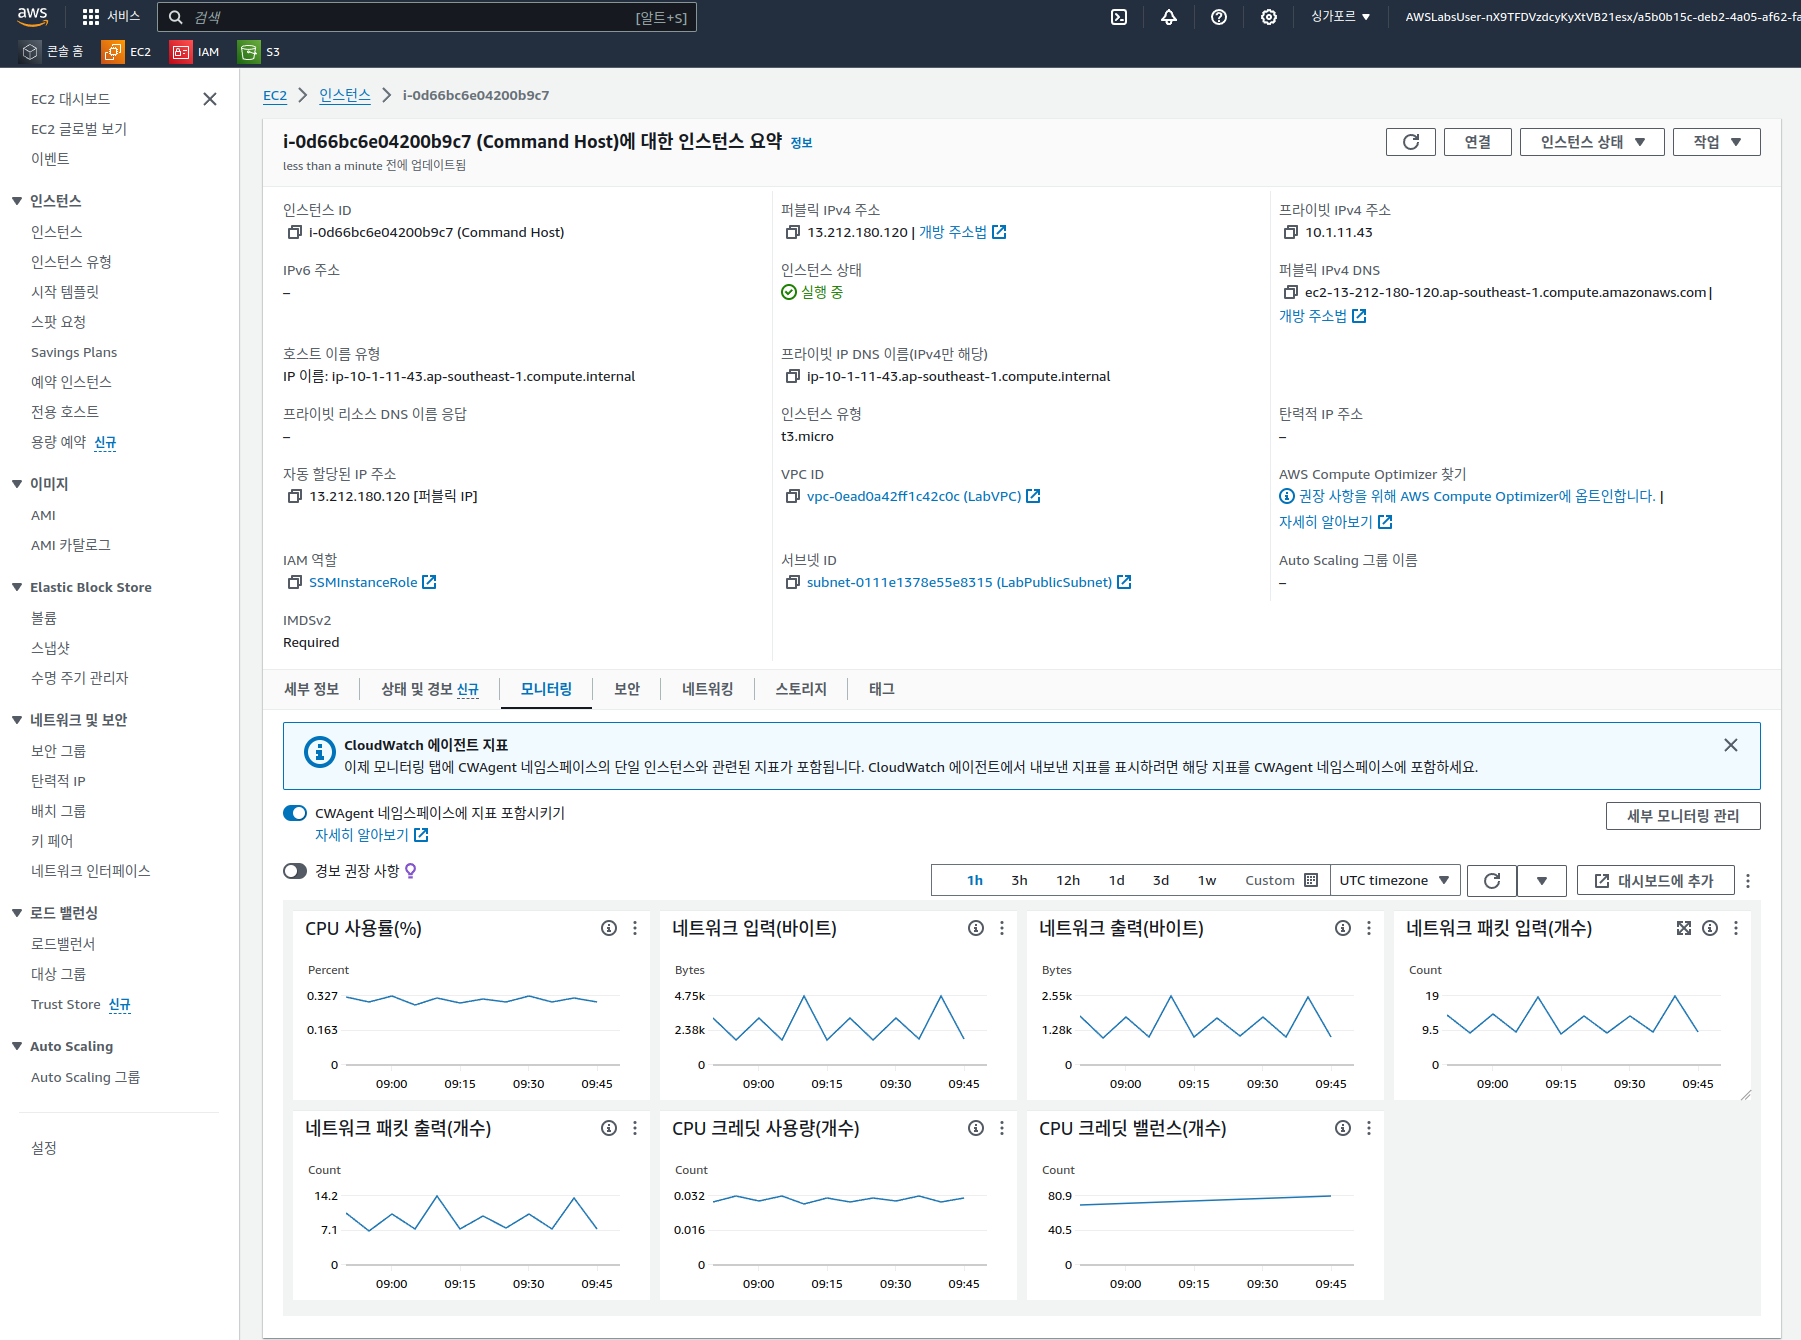 aws
서비스
검색
[알트+S]
싱가포르
AWSLabsUser-nX9TFDVzdcyKyXtVB21esx/a5b0b15c-deb2-4a05-af62-fa
콘솔 홈
EC2
IAM
S3
EC2 대시보드
EC2 글로벌 보기
이벤트
인스턴스
인스턴스
인스턴스 유형
시작 템플릿
스팟 요청
Savings Plans
예약 인스턴스
전용 호스트
용량 예약 신규
이미지
AMI
AMI 카탈로그
Elastic Block Store
볼륨
스냅샷
수명 주기 관리자
네트워크 및 보안
보안 그룹
탄력적 IP
배치 그룹
키 페어
네트워크 인터페이스
로드 밸런싱
로드밸런서
대상 그룹
Trust Store 신규
Auto Scaling
Auto Scaling 그룹
설정
EC2 인스턴스 i-0d66bc6e04200b9c7
i-0d66bc6e04200b9c7 (Command Host)에 대한 인스턴스 요약 정보
less than a minute 전에 업데이트됨
연결
인스턴스 상태
작업
인스턴스 ID
i-0d66bc6e04200b9c7 (Command Host)
퍼블릭 IPv4 주소
13.212.180.120 | 개방 주소법
프라이빗 IPv4 주소
10.1.11.43
IPv6 주소
–
인스턴스 상태
실행 중
퍼블릭 IPv4 DNS
ec2-13-212-180-120.ap-southeast-1.compute.amazonaws.com |
개방 주소법
호스트 이름 유형
IP 이름: ip-10-1-11-43.ap-southeast-1.compute.internal
프라이빗 IP DNS 이름(IPv4만 해당)
ip-10-1-11-43.ap-southeast-1.compute.internal
프라이빗 리소스 DNS 이름 응답
–
인스턴스 유형
t3.micro
탄력적 IP 주소
–
자동 할당된 IP 주소
13.212.180.120 [퍼블릭 IP]
VPC ID
vpc-0ead0a42ff1c42c0c (LabVPC)
AWS Compute Optimizer 찾기
권장 사항을 위해 AWS Compute Optimizer에 옵트인합니다. |
자세히 알아보기
IAM 역할
SSMInstanceRole
서브넷 ID
subnet-0111e1378e55e8315 (LabPublicSubnet)
Auto Scaling 그룹 이름
–
IMDSv2
Required
세부 정보
상태 및 경보 신규
모니터링
보안
네트워킹
스토리지
태그
CloudWatch 에이전트 지표
이제 모니터링 탭에 CWAgent 네임스페이스의 단일 인스턴스와 관련된 지표가 포함됩니다. CloudWatch 에이전트에서 내보낸 지표를 표시하려면 해당 지표를 CWAgent 네임스페이스에 포함하세요.
CWAgent 네임스페이스에 지표 포함시키기
자세히 알아보기
세부 모니터링 관리
경보 권장 사항
1h 3h 12h 1d 3d 1w Custom
UTC timezone
대시보드에 추가
CPU 사용률(%)
Percent
0.327
0.163
0
09:00 09:15 09:30 09:45
네트워크 입력(바이트)
Bytes
4.75k
2.38k
0
09:00 09:15 09:30 09:45
네트워크 출력(바이트)
Bytes
2.55k
1.28k
0
09:00 09:15 09:30 09:45
네트워크 패킷 입력(개수)
Count
19
9.5
0
09:00 09:15 09:30 09:45
네트워크 패킷 출력(개수)
Count
14.2
7.1
0
09:00 09:15 09:30 09:45
CPU 크레딧 사용량(개수)
Count
0.032
0.016
0
09:00 09:15 09:30 09:45
CPU 크레딧 밸런스(개수)
Count
80.9
40.5
0
09:00 09:15 09:30 09:45